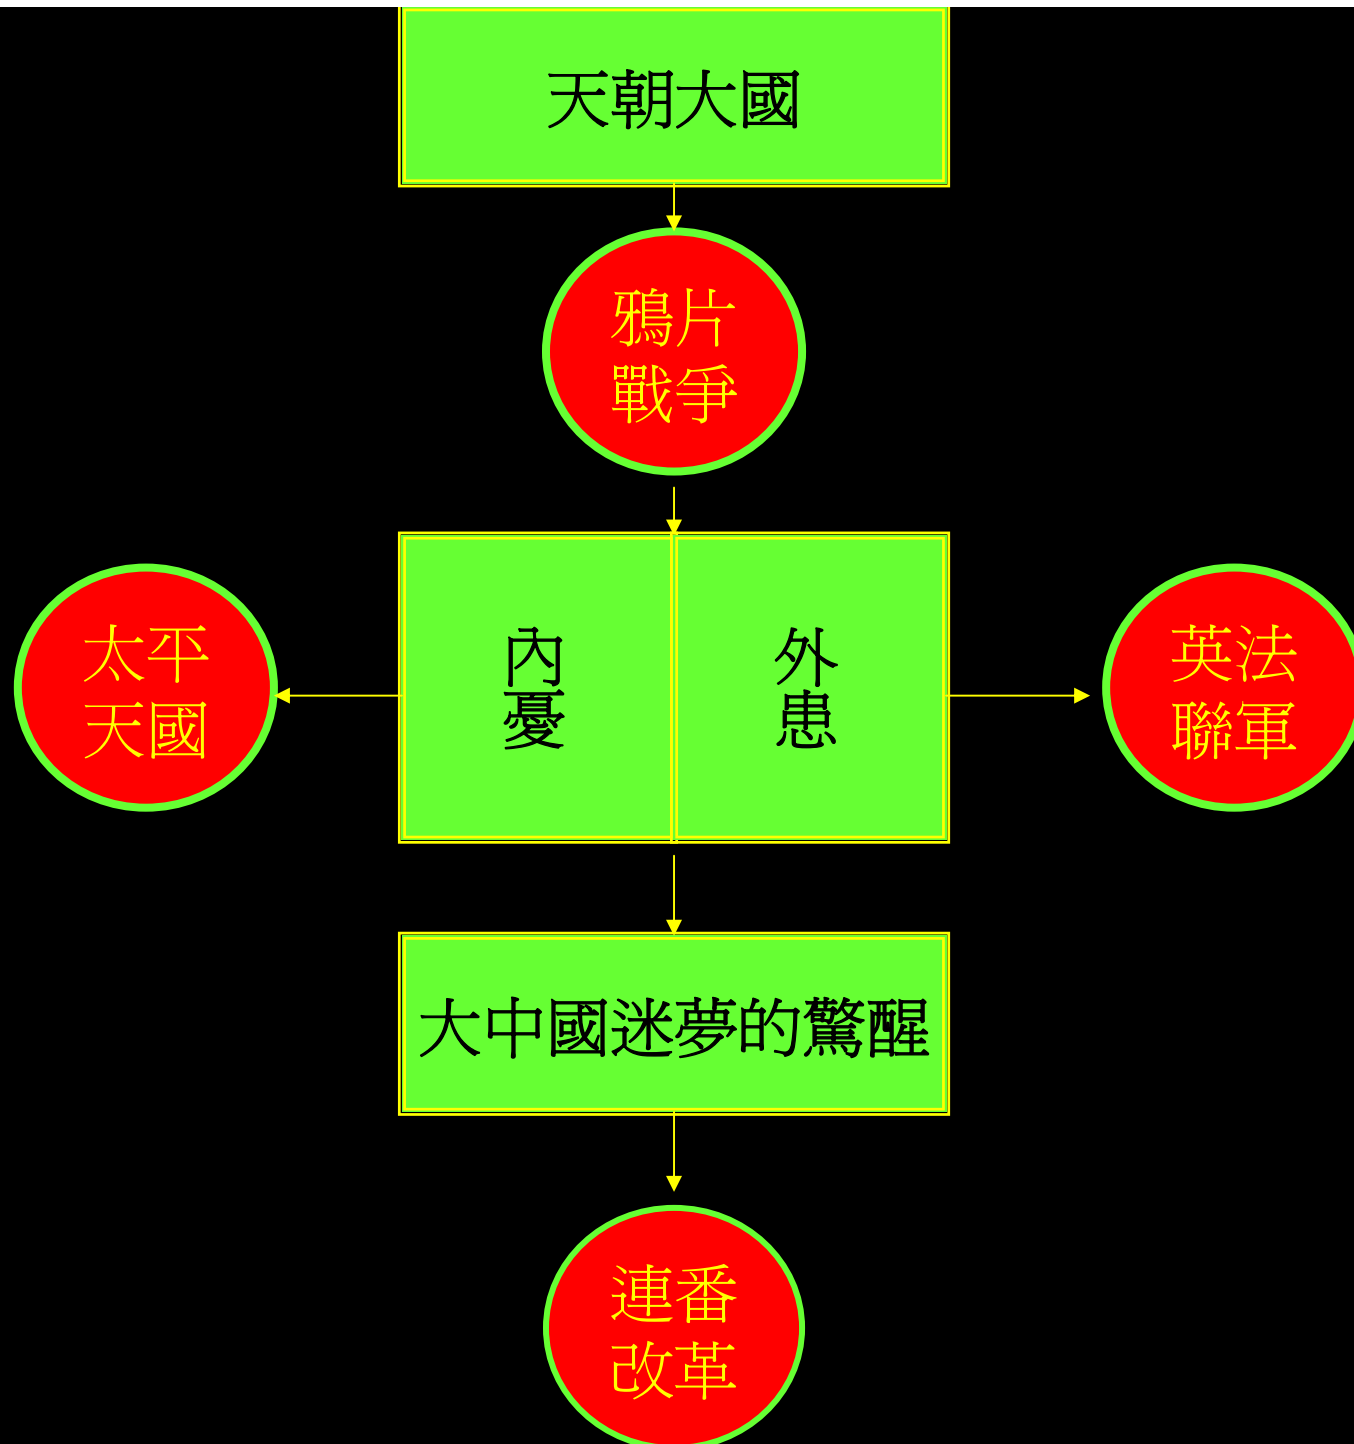 天朝大國
鴉片
戰爭
太平
天國
內
憂
外
患
英法
聯軍
大中國迷夢的驚醒
連番
改革